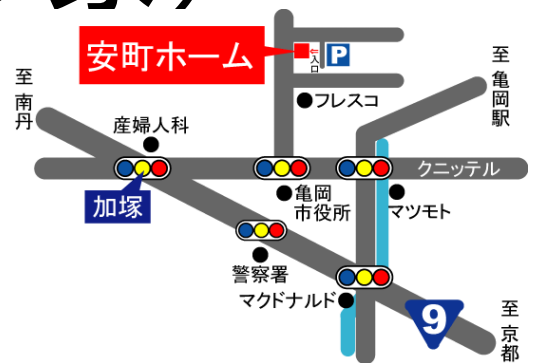 安町ホーム
⇐入口
P
至亀岡駅
至南丹
フレスコ
産婦人科
クニッテル
加塚
亀岡
市役所
マツモト
警察署
マクドナルド
9
至京都